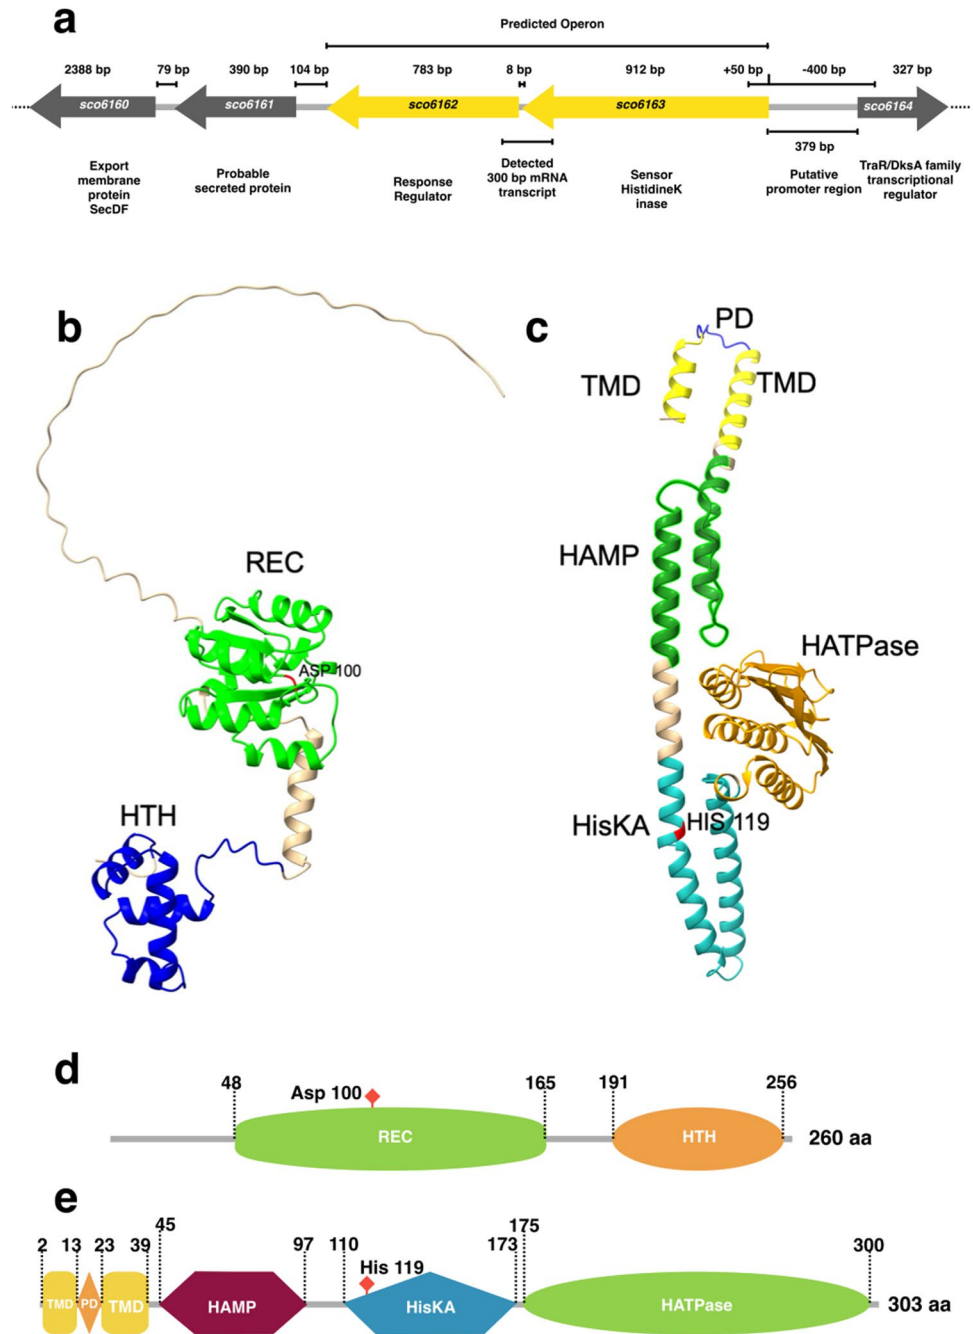 a
Predicted Operon
2388 bp 79 bp 390 bp 104 bp 783 bp 8 bp 912 bp +50 bp -400 bp 327 bp
sco6160 sco6161 sco6162 sco6163 sco6164
379 bp
Export
membrane
protein
SecDF
Probable
secreted protein
Response
Regulator
Detected
300 bp mRNA
transcript
Sensor
HistidineK
inase
Putative
promoter region
TraR/DksA family
transcriptional
regulator
b
REC
ASP 100
HTH
c
PD
TMD
TMD
HAMP
HATPase
HisKA
HIS 119
d
48 Asp 100 165 191 256
REC HTH 260 aa
e
2 13 23 39 45 97 110 His 119 173 175 300
TMD PD TMD HAMP HisKA HATPase 303 aa